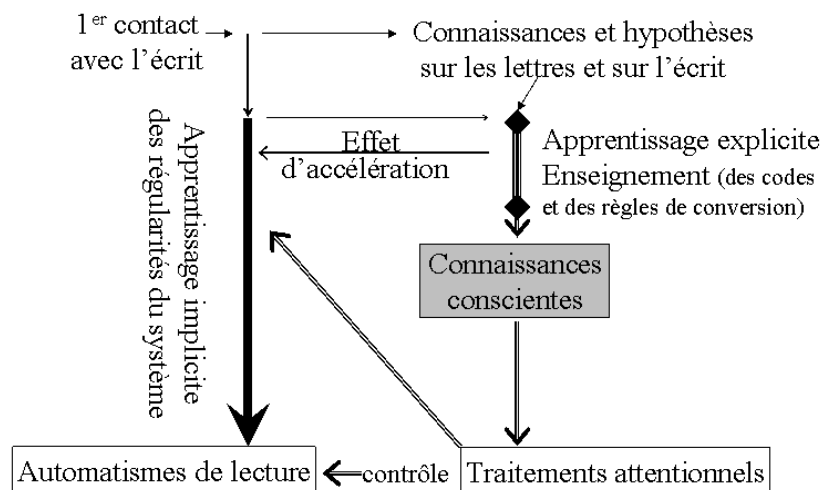 1er contact
avec l'écrit
Connaissances et hypothèses
sur les lettres et sur l'écrit
Apprentissage implicite
des régularités du système
Effet
d'accélération
Apprentissage explicite
Enseignement (des codes
et des règles de conversion)
Connaissances
conscientes
Automatismes de lecture
contrôle
Traitements attentionnels